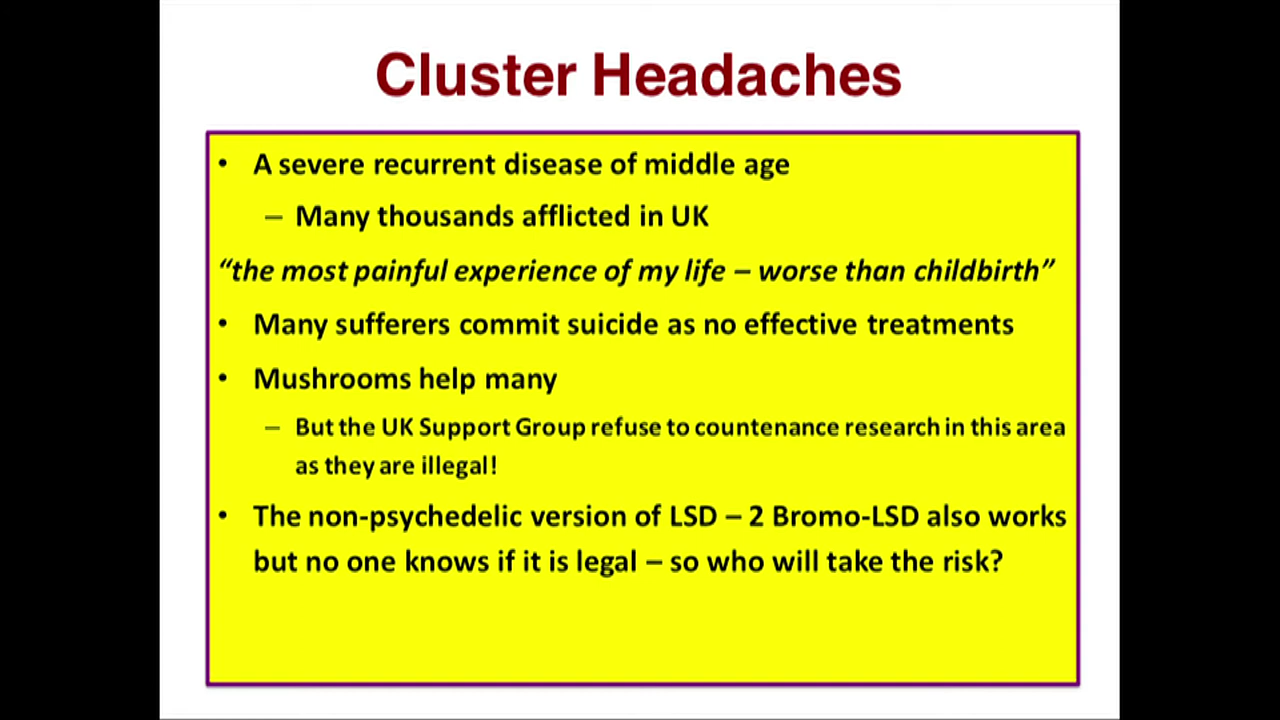 Cluster Headaches
• A severe recurrent disease of middle age
– Many thousands afflicted in UK
“the most painful experience of my life – worse than childbirth”
• Many sufferers commit suicide as no effective treatments
• Mushrooms help many
– But the UK Support Group refuse to countenance research in this area
as they are illegal!
• The non-psychedelic version of LSD – 2 Bromo-LSD also works
but no one knows if it is legal – so who will take the risk?